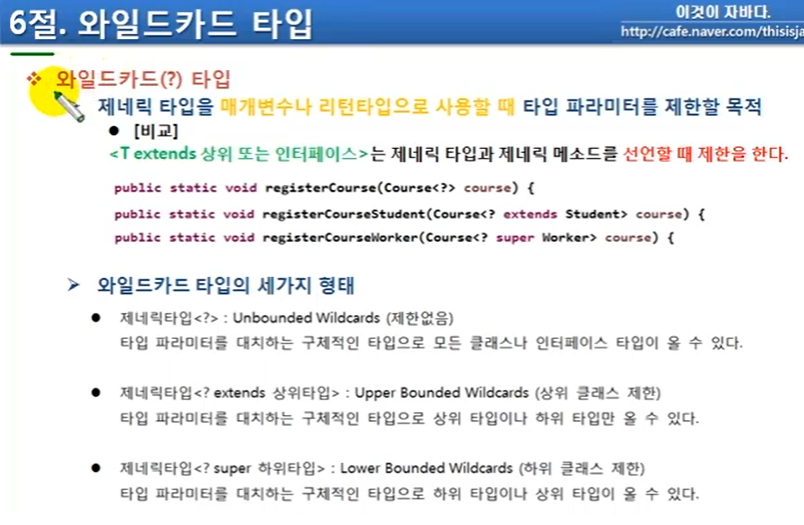 6절. 와일드카드 타입
이것이 자바다.
http://cafe.naver.com/thisisja
와일드카드(?) 타입
제네릭 타입을 매개변수나 리턴타입으로 사용할 때 타입 파라미터를 제한할 목적
[비교]
<T extends 상위 또는 인터페이스>는 제네릭 타입과 제네릭 메소드를 선언할 때 제한을 한다.
public static void registerCourse(Course<?> course) {
public static void registerCourseStudent(Course<? extends Student> course) {
public static void registerCourseWorker(Course<? super Worker> course) {
와일드카드 타입의 세가지 형태
제네릭타입<?> : Unbounded Wildcards (제한없음)
타입 파라미터를 대치하는 구체적인 타입으로 모든 클래스나 인터페이스 타입이 올 수 있다.
제네릭타입<? extends 상위타입> : Upper Bounded Wildcards (상위 클래스 제한)
타입 파라미터를 대치하는 구체적인 타입으로 상위 타입이나 하위 타입만 올 수 있다.
제네릭타입<? super 하위타입> : Lower Bounded Wildcards (하위 클래스 제한)
타입 파라미터를 대치하는 구체적인 타입으로 하위 타입이나 상위 타입이 올 수 있다.